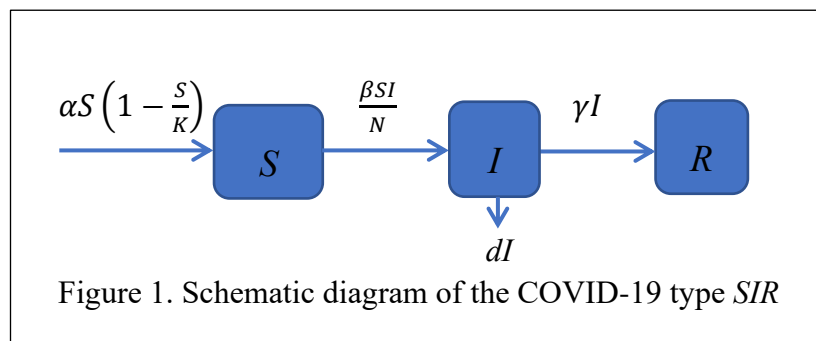 αS(1 − S/K)
βSI/N
γI
S
I
R
dI
Figure 1. Schematic diagram of the COVID-19 type SIR